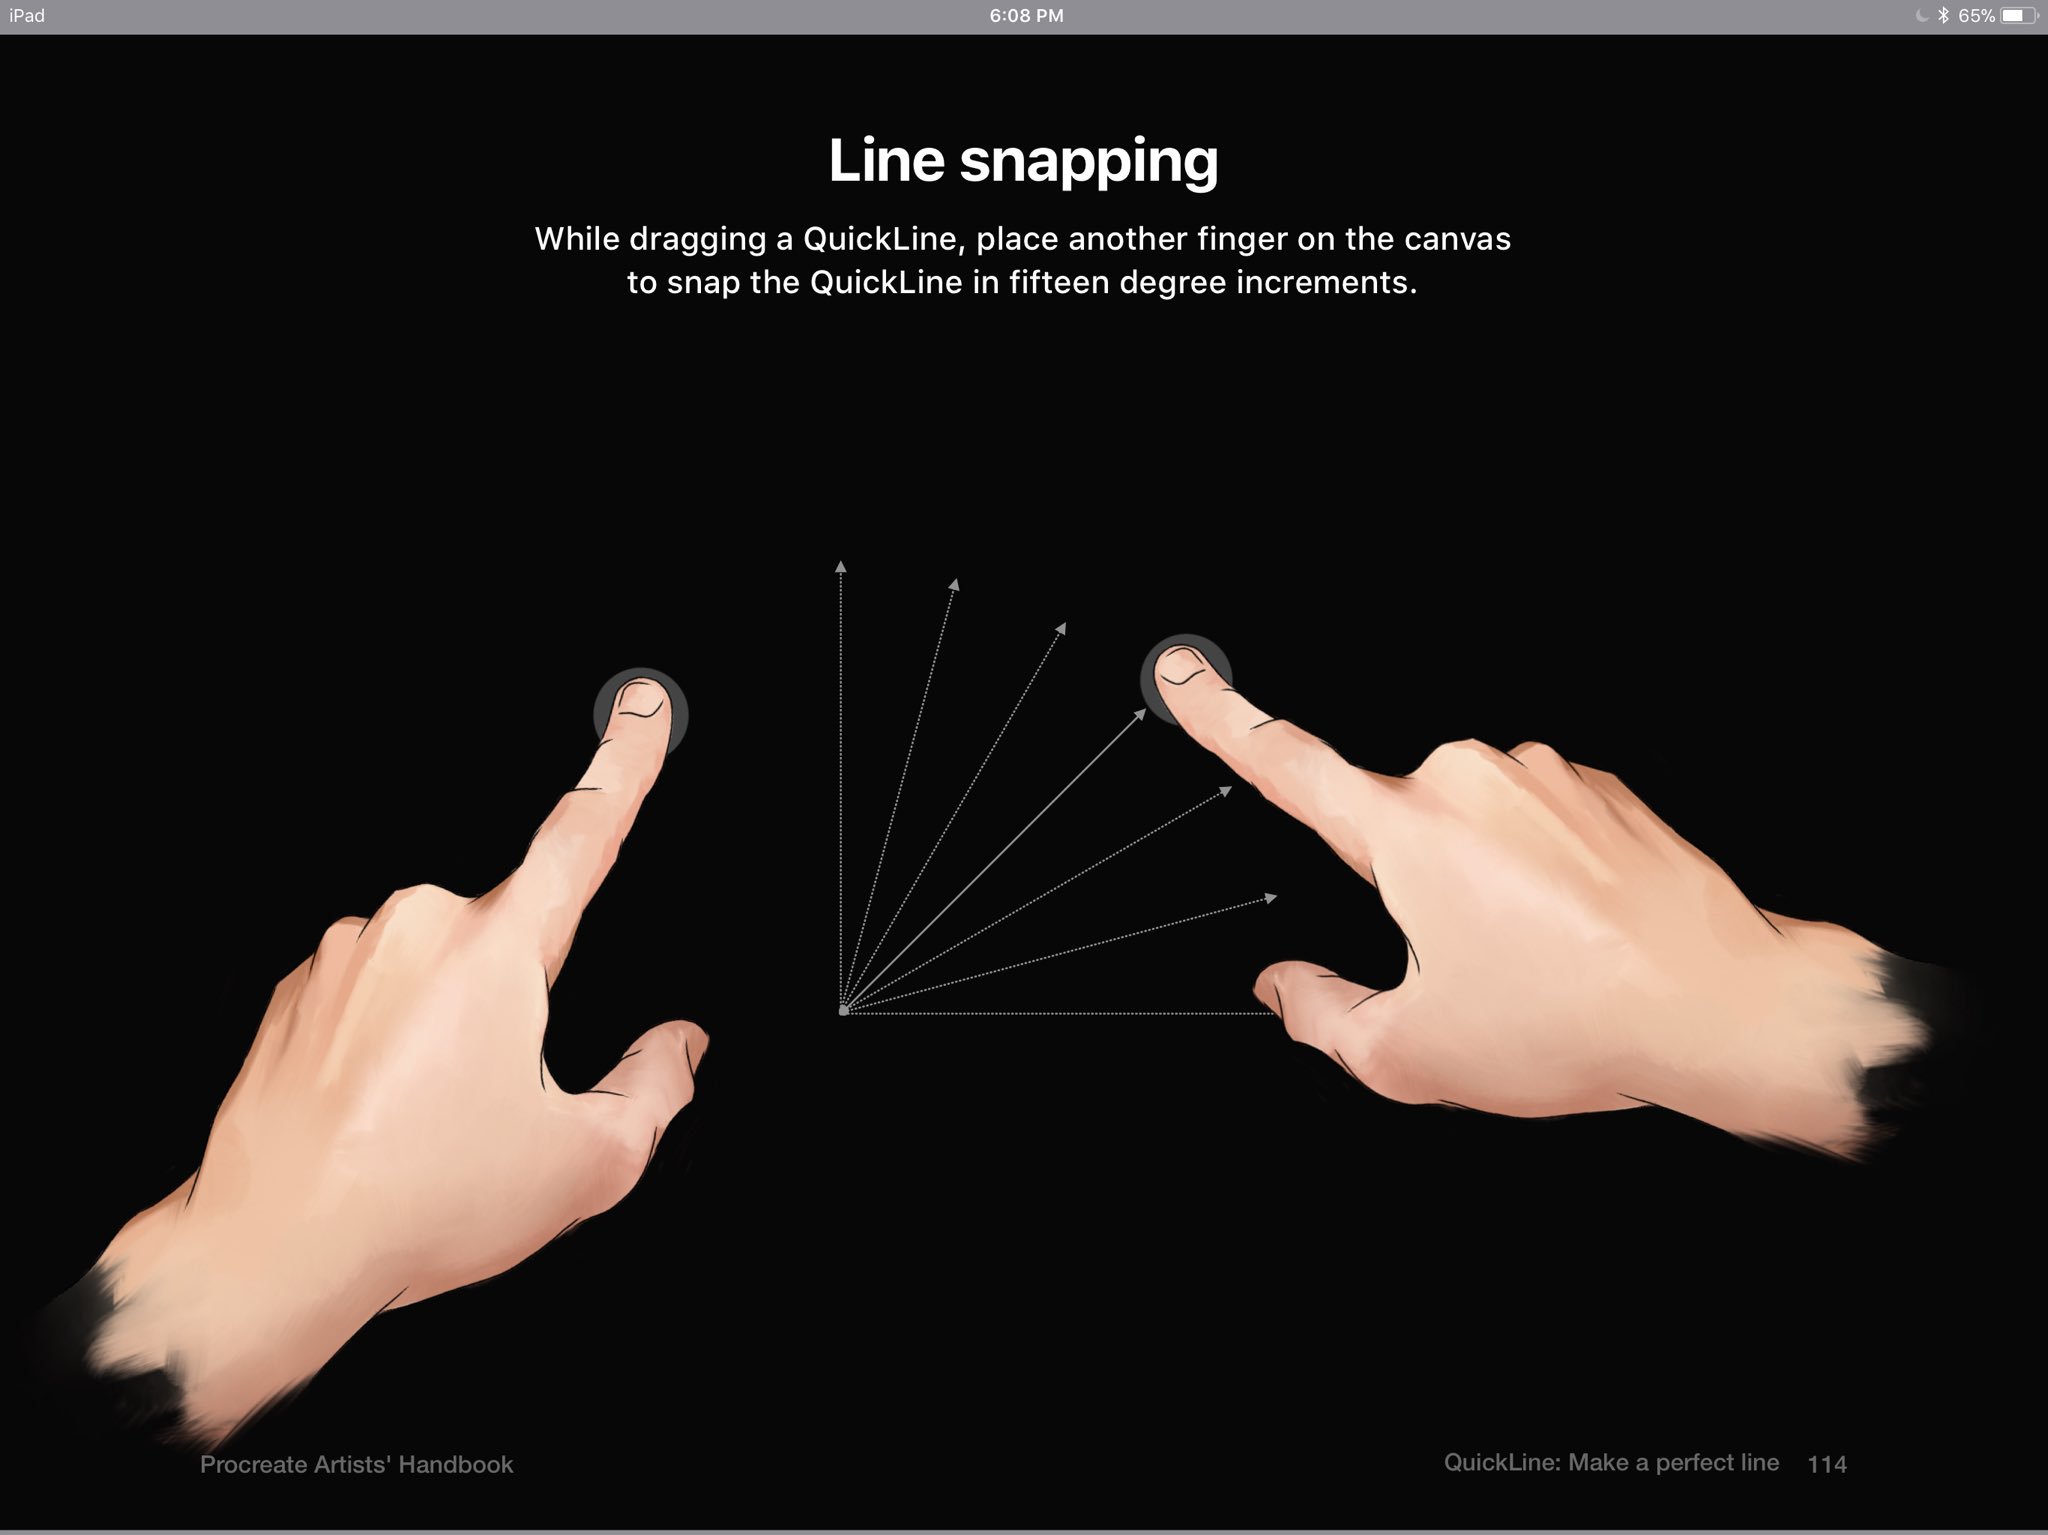 iPad
6:08 PM
65%
Line snapping
While dragging a QuickLine, place another finger on the canvas
to snap the QuickLine in fifteen degree increments.
Procreate Artists' Handbook
QuickLine: Make a perfect line 114